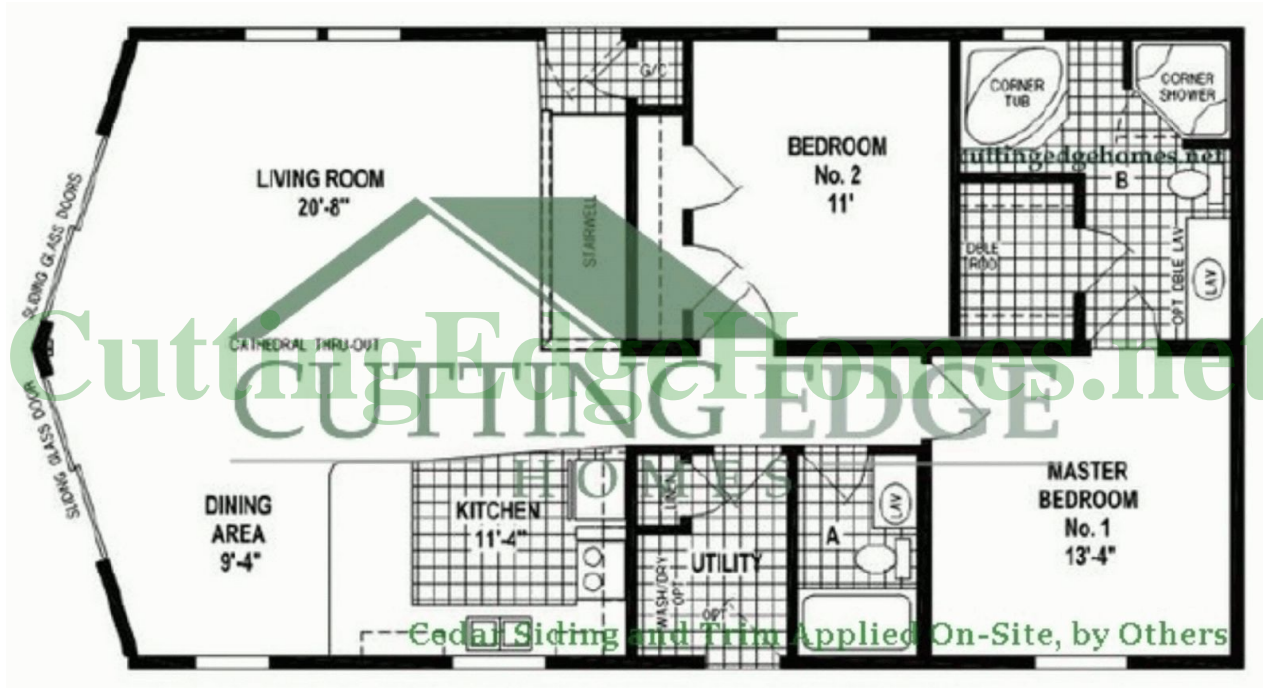 G/C
CORNER
TUB
CORNER
SHOWER
BEDROOM
No. 2
11'
cuttingedgehomes.net
B
LIVING ROOM
20'-8"
SLIDING GLASS DOORS
STAIRWELL
DBLE
ROD
OPT DBLE LAV
LAV
CATHEDRAL THRU-OUT
CuttingEdgeHomes.net
CUTTING EDGE
HOMES
SLIDING GLASS DOOR
DINING
AREA
9'-4"
KITCHEN
11'-4"
LINEN
UTILITY
WASH/DRY
OPT
OPT
A
LAV
MASTER
BEDROOM
No. 1
13'-4"
Cedar Siding and Trim Applied On-Site, by Others